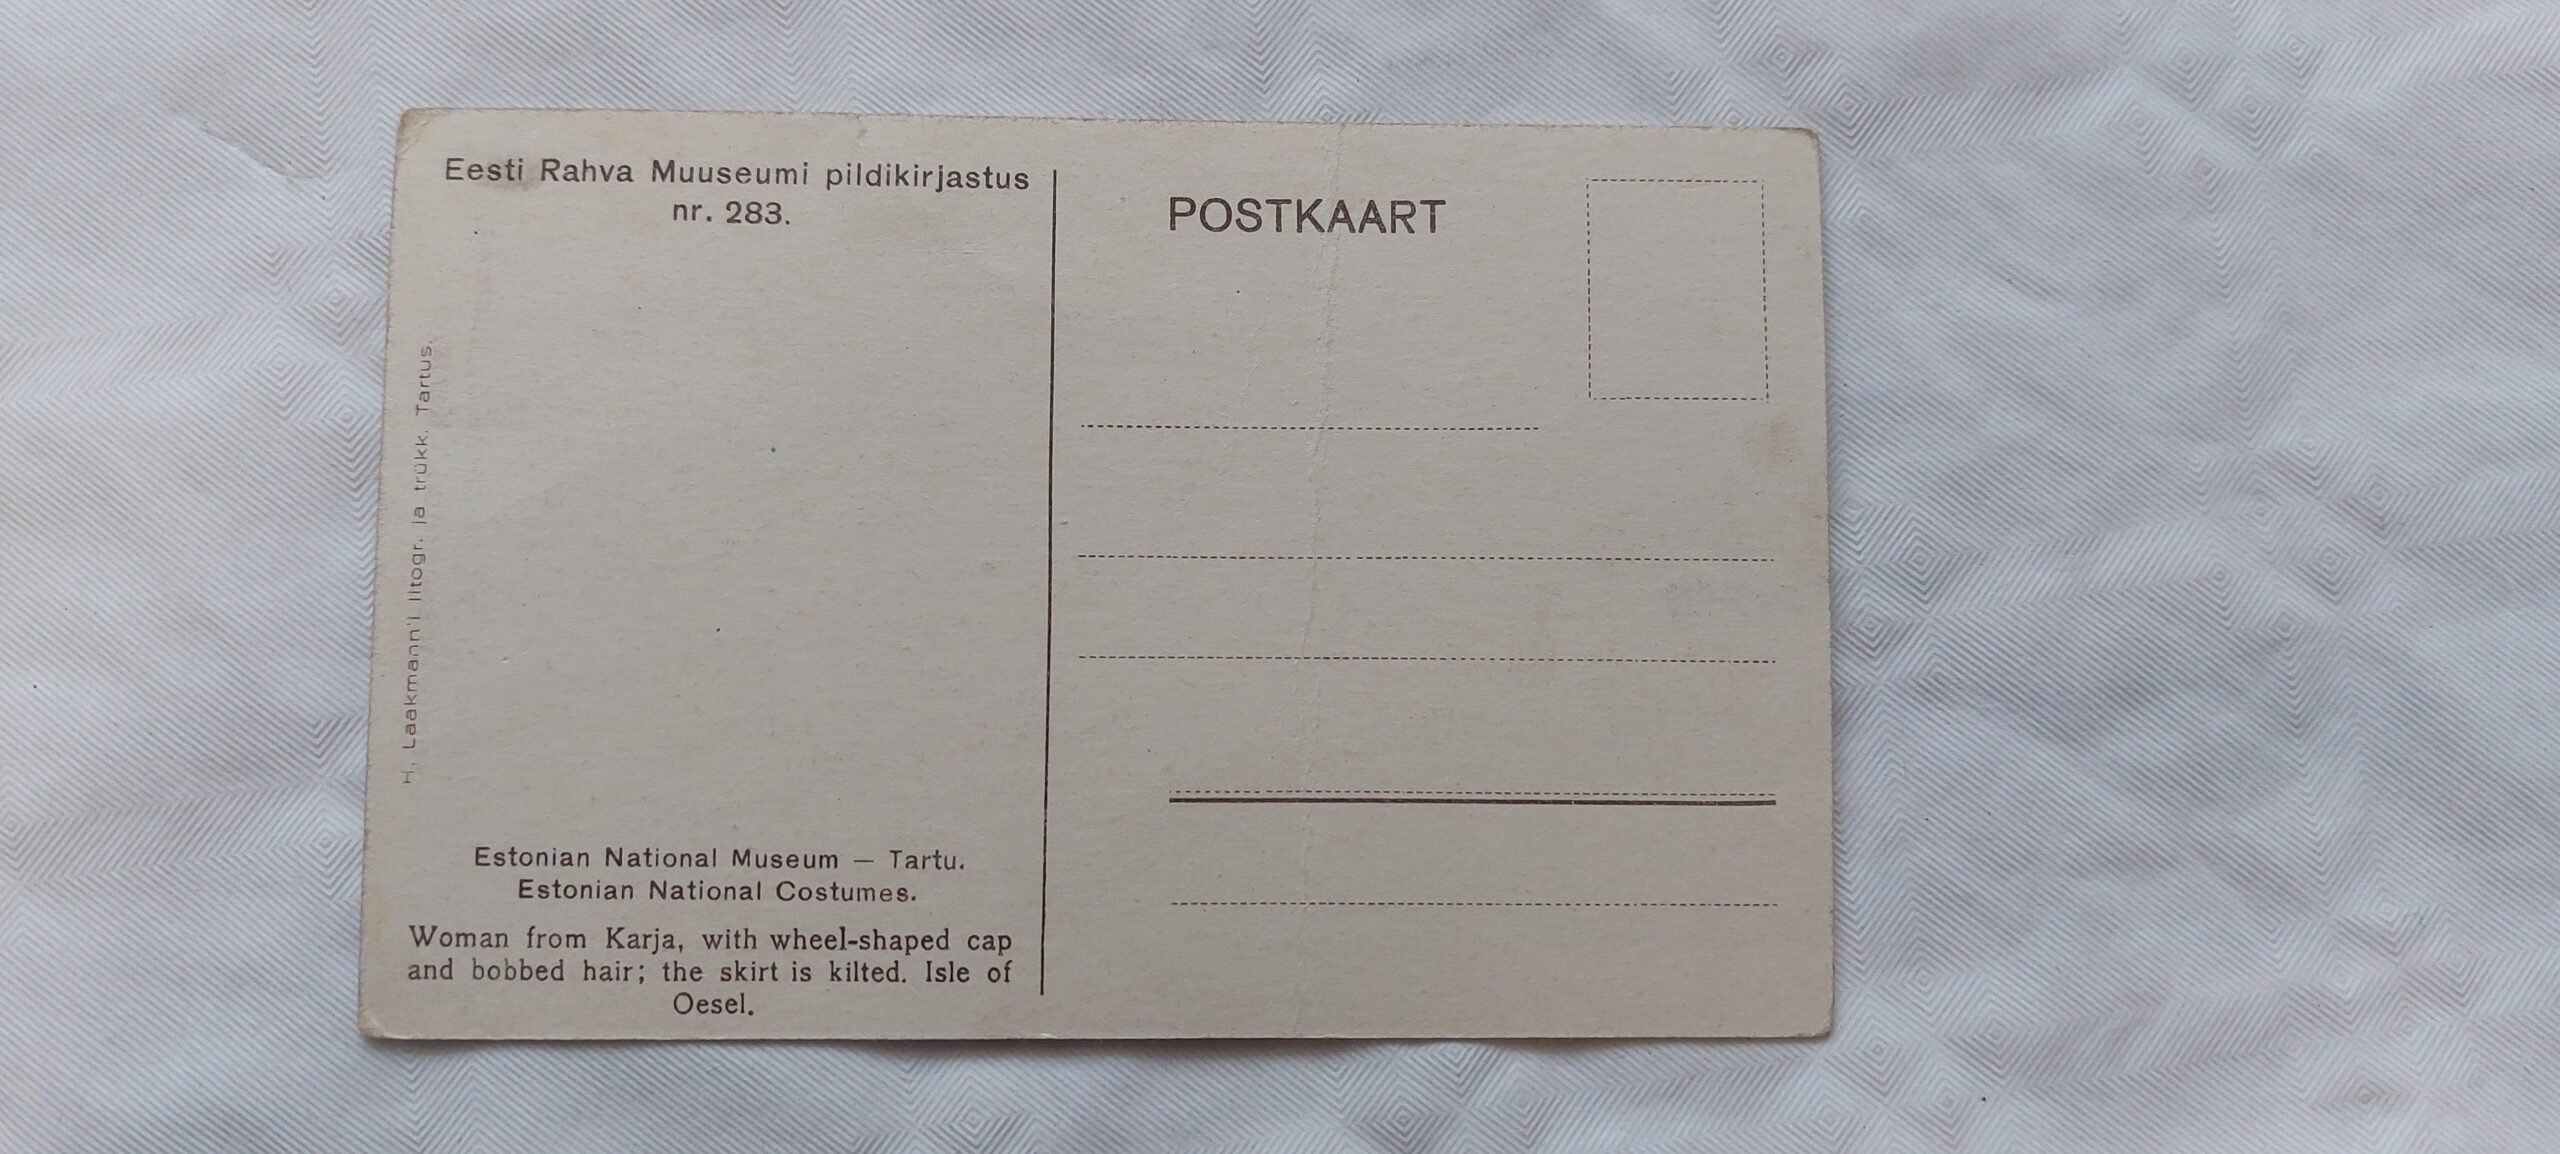 Eesti Rahva Muuseumi pildikirjastus
nr. 283.
H. Laakmann'i litogr. ja trükk. Tartus.
Estonian National Museum — Tartu.
Estonian National Costumes.
Woman from Karja, with wheel-shaped cap
and bobbed hair; the skirt is kilted. Isle of
Oesel.
POSTKAART